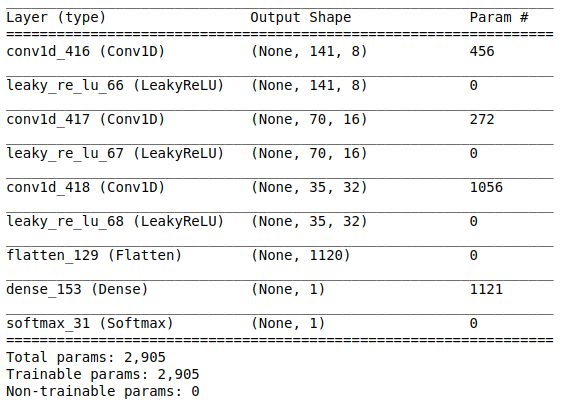 Layer (type) Output Shape Param #
=================================================================
conv1d_416 (Conv1D) (None, 141, 8) 456
leaky_re_lu_66 (LeakyReLU) (None, 141, 8) 0
conv1d_417 (Conv1D) (None, 70, 16) 272
leaky_re_lu_67 (LeakyReLU) (None, 70, 16) 0
conv1d_418 (Conv1D) (None, 35, 32) 1056
leaky_re_lu_68 (LeakyReLU) (None, 35, 32) 0
flatten_129 (Flatten) (None, 1120) 0
dense_153 (Dense) (None, 1) 1121
softmax_31 (Softmax) (None, 1) 0
=================================================================
Total params: 2,905
Trainable params: 2,905
Non-trainable params: 0